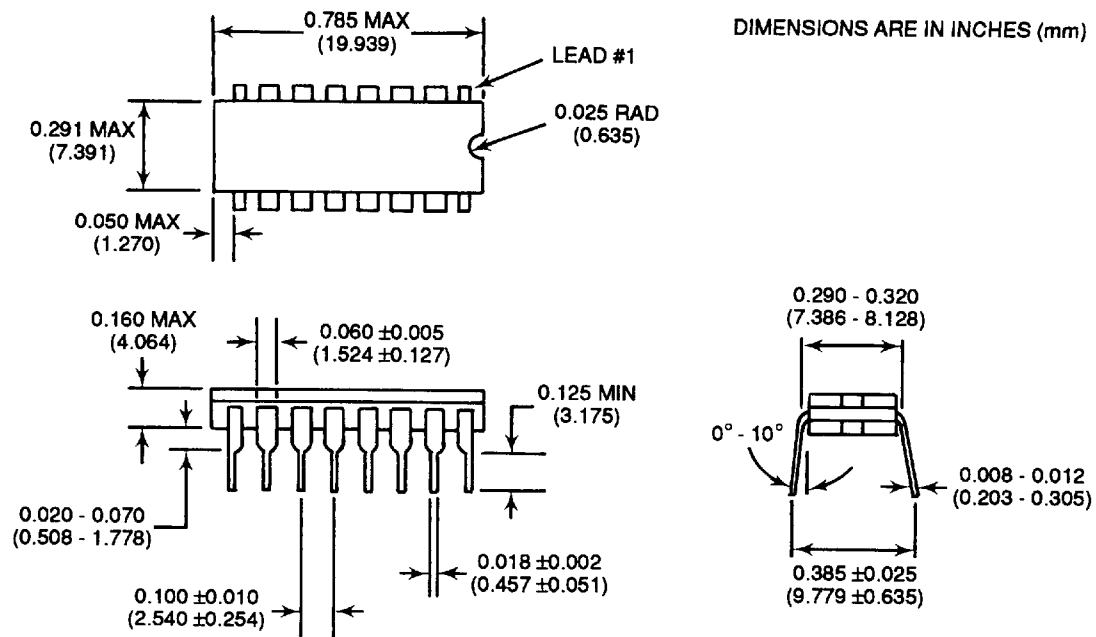 0.785 MAX
(19.939)
DIMENSIONS ARE IN INCHES (mm)
LEAD #1
0.291 MAX
(7.391)
0.025 RAD
(0.635)
0.050 MAX
(1.270)
0.160 MAX
(4.064)
0.060 ±0.005
(1.524 ±0.127)
0.125 MIN
(3.175)
0.020 - 0.070
(0.508 - 1.778)
0.100 ±0.010
(2.540 ±0.254)
0.018 ±0.002
(0.457 ±0.051)
0.290 - 0.320
(7.386 - 8.128)
0° - 10°
0.008 - 0.012
(0.203 - 0.305)
0.385 ±0.025
(9.779 ±0.635)